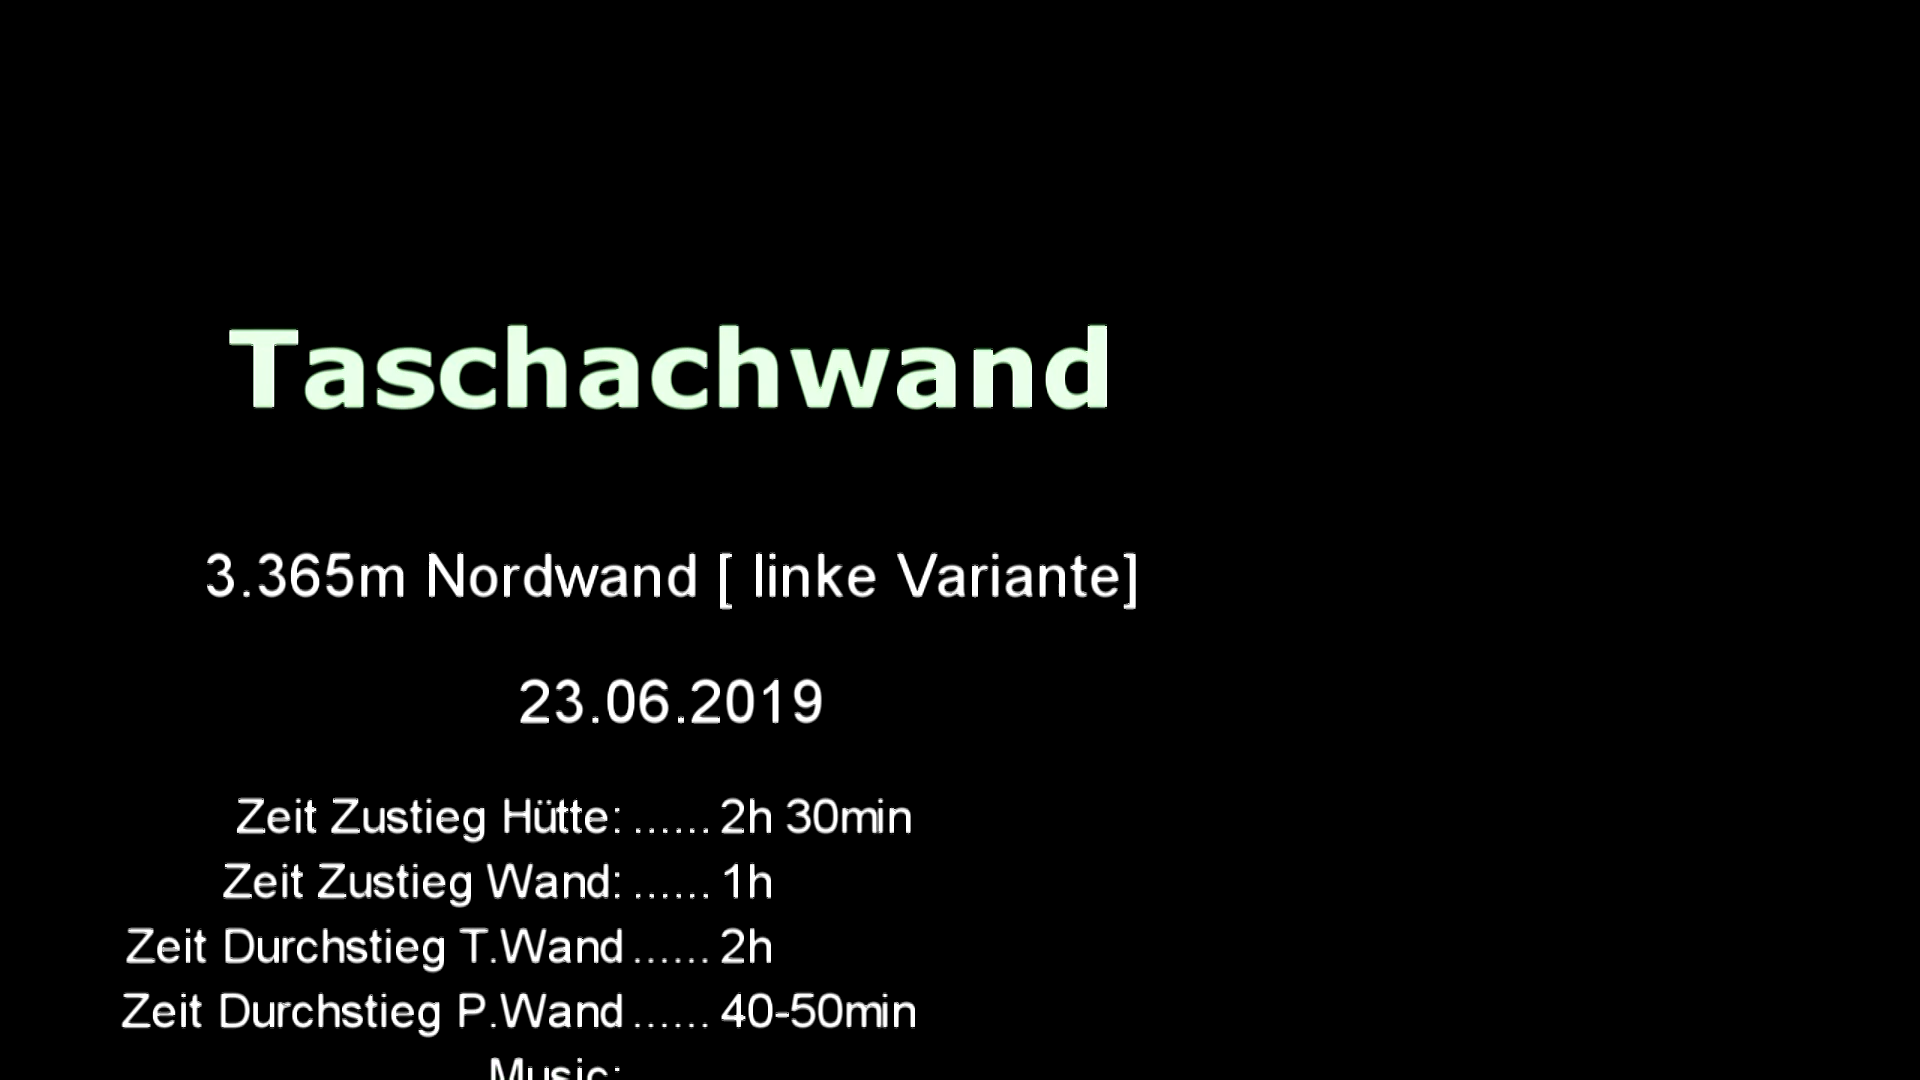 Taschachwand
3.365m Nordwand [ linke Variante]
23.06.2019
Zeit Zustieg Hütte: ...... 2h 30min
Zeit Zustieg Wand: ...... 1h
Zeit Durchstieg T.Wand ...... 2h
Zeit Durchstieg P.Wand ...... 40-50min
Music: